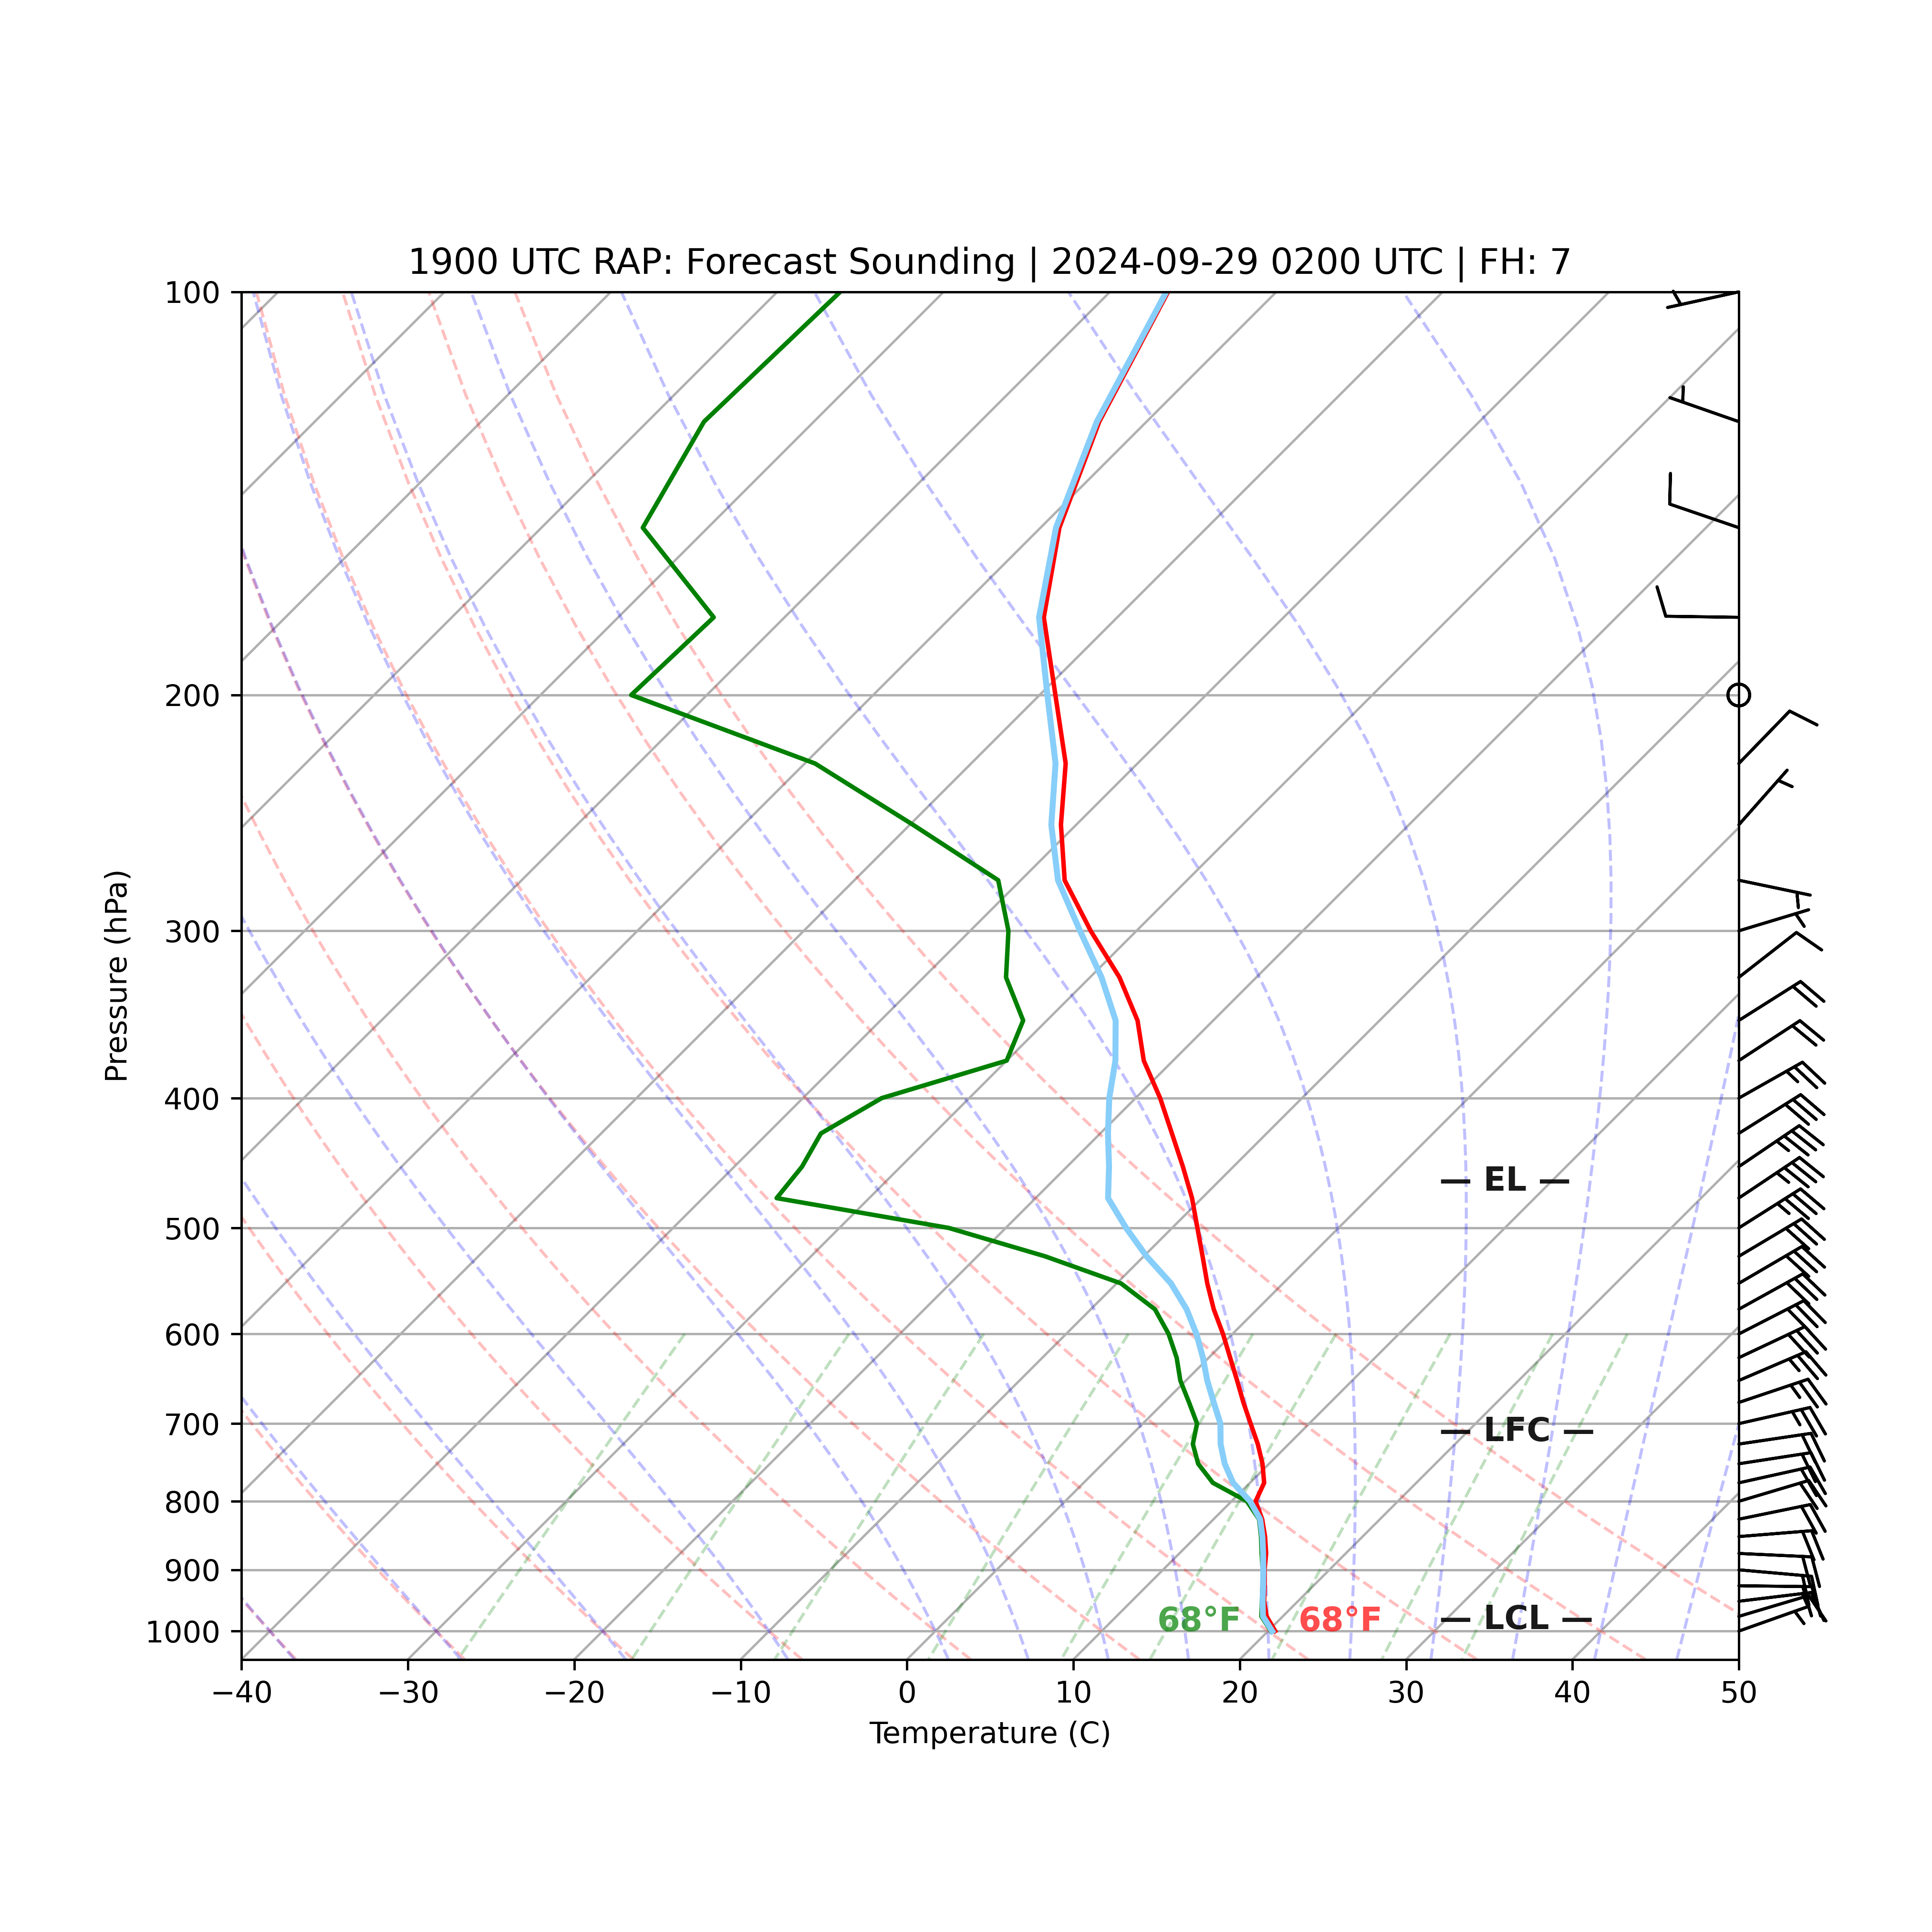 1900 UTC RAP: Forecast Sounding | 2024-09-29 0200 UTC | FH: 7
100
200
300
400
500
600
700
800
900
1000
Pressure (hPa)
— EL —
— LFC —
68°F 68°F — LCL —
−40 −30 −20 −10 0 10 20 30 40 50
Temperature (C)